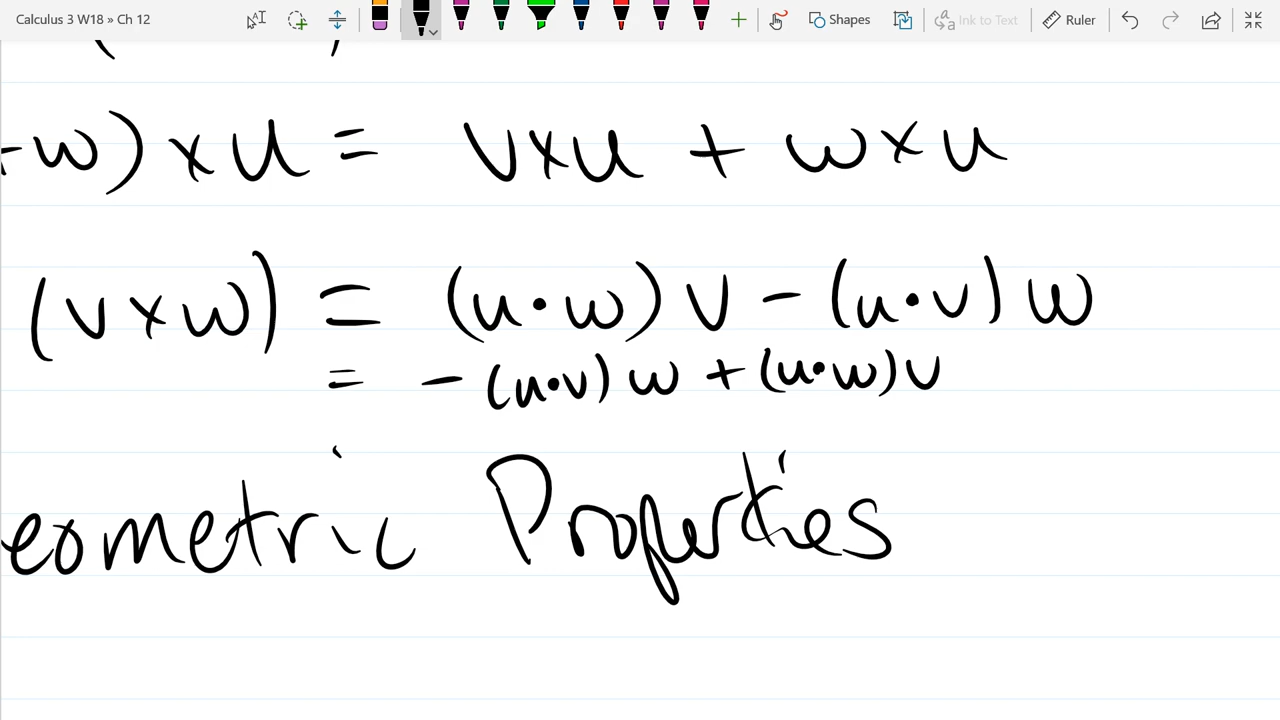 Calculus 3 W18 » Ch 12
Shapes
Ink to Text
Ruler
+w) × u = v×u + w×u
(v×w) = (u•w)v − (u•v)w
= −(u•v)w + (u•w)v
eometric Properties